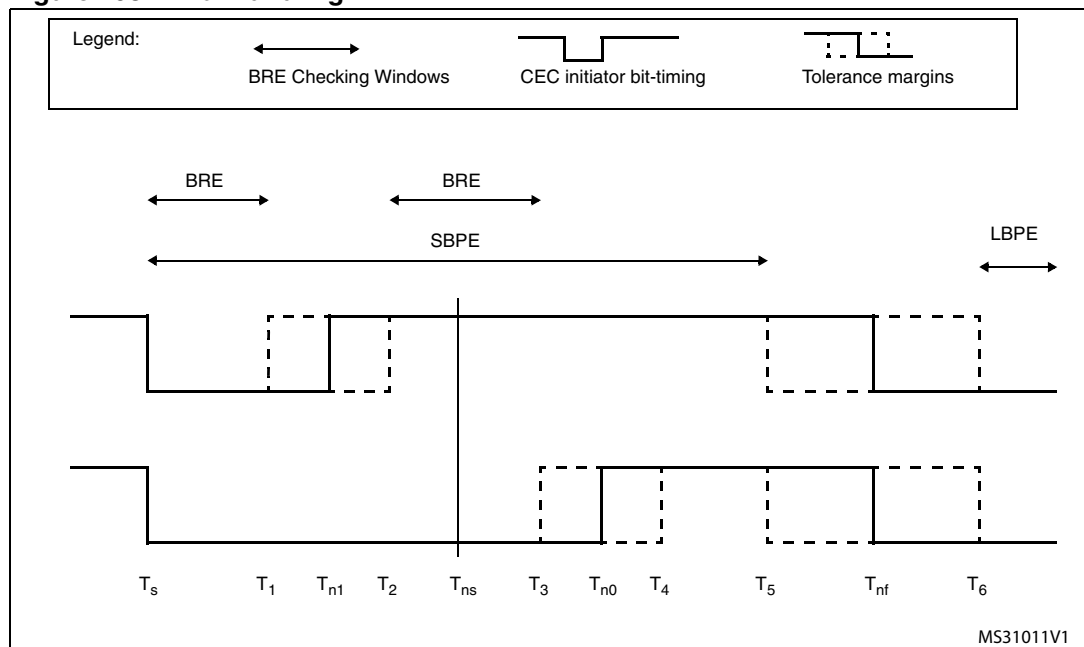 Legend:
BRE Checking Windows
CEC initiator bit-timing
Tolerance margins
BRE
BRE
SBPE
LBPE
Ts T1 Tn1 T2 Tns T3 Tn0 T4 T5 Tnf T6
MS31011V1